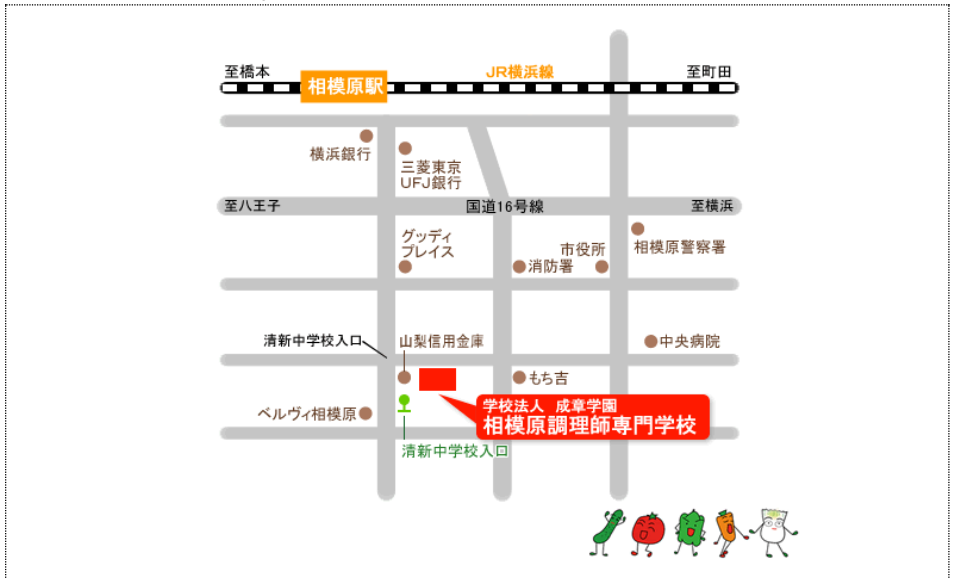 至橋本
JR横浜線
至町田
相模原駅
横浜銀行
三菱東京
UFJ銀行
至八王子
国道16号線
至横浜
グッディ
プレイス
市役所
相模原警察署
消防署
清新中学校入口
山梨信用金庫
中央病院
もち吉
学校法人 成章学園
相模原調理師専門学校
ベルヴィ相模原
清新中学校入口